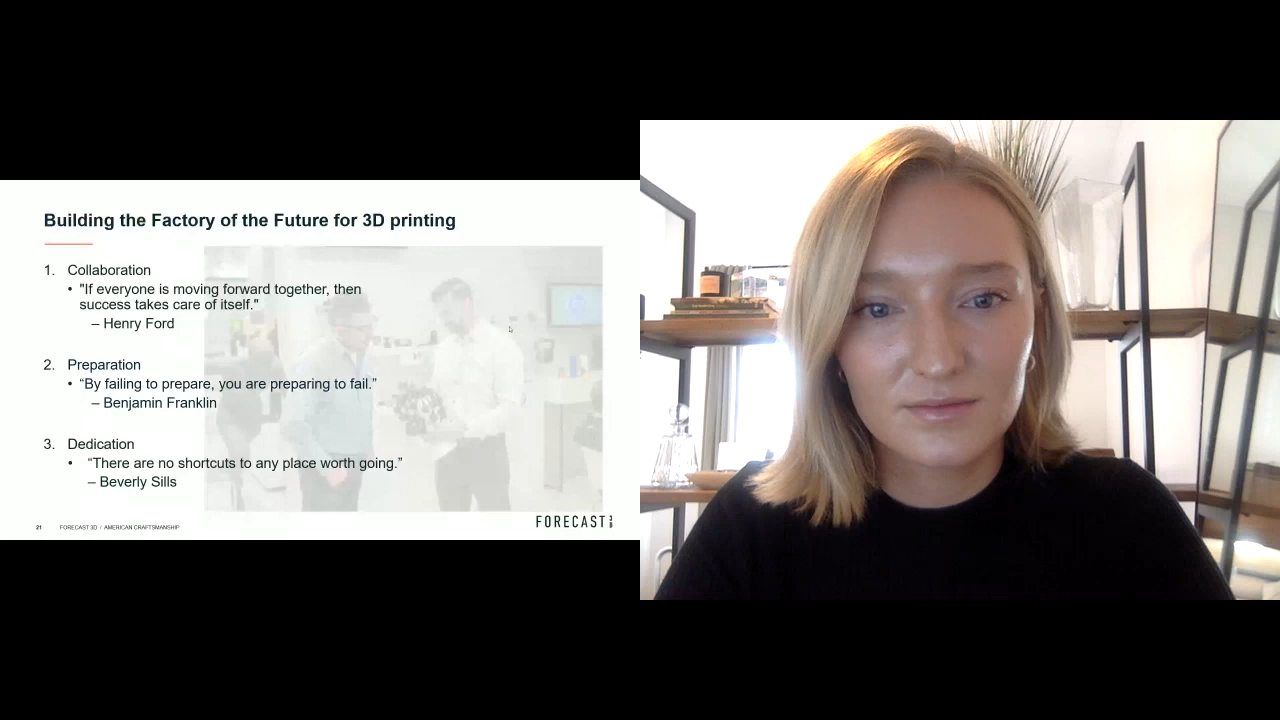 Building the Factory of the Future for 3D printing
1. Collaboration
• "If everyone is moving forward together, then
success takes care of itself."
– Henry Ford
2. Preparation
• “By failing to prepare, you are preparing to fail.”
– Benjamin Franklin
3. Dedication
• “There are no shortcuts to any place worth going.”
– Beverly Sills
21 FORECAST 3D / AMERICAN CRAFTSMANSHIP
FORECAST 3D